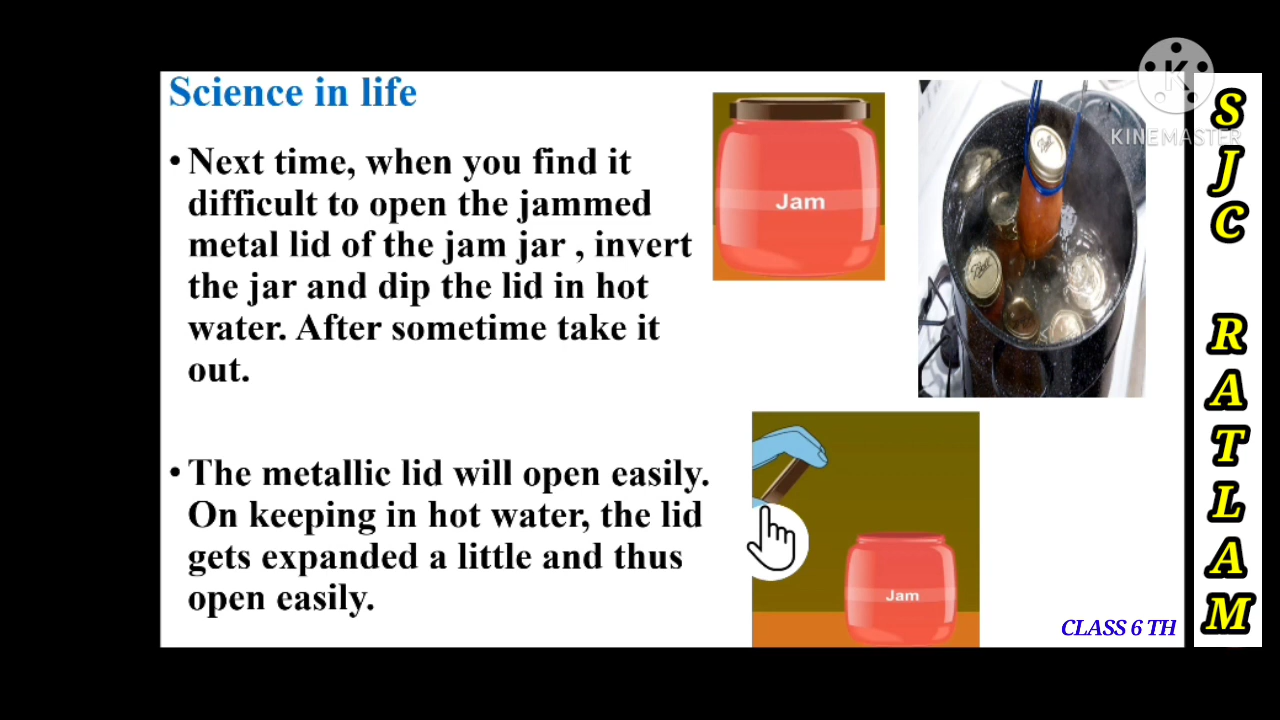 Science in life
• Next time, when you find it
difficult to open the jammed
metal lid of the jam jar , invert
the jar and dip the lid in hot
water. After sometime take it
out.
• The metallic lid will open easily.
On keeping in hot water, the lid
gets expanded a little and thus
open easily.
Jam
Jam
CLASS 6 TH
K
KINEMASTER
SJC
RATLAM